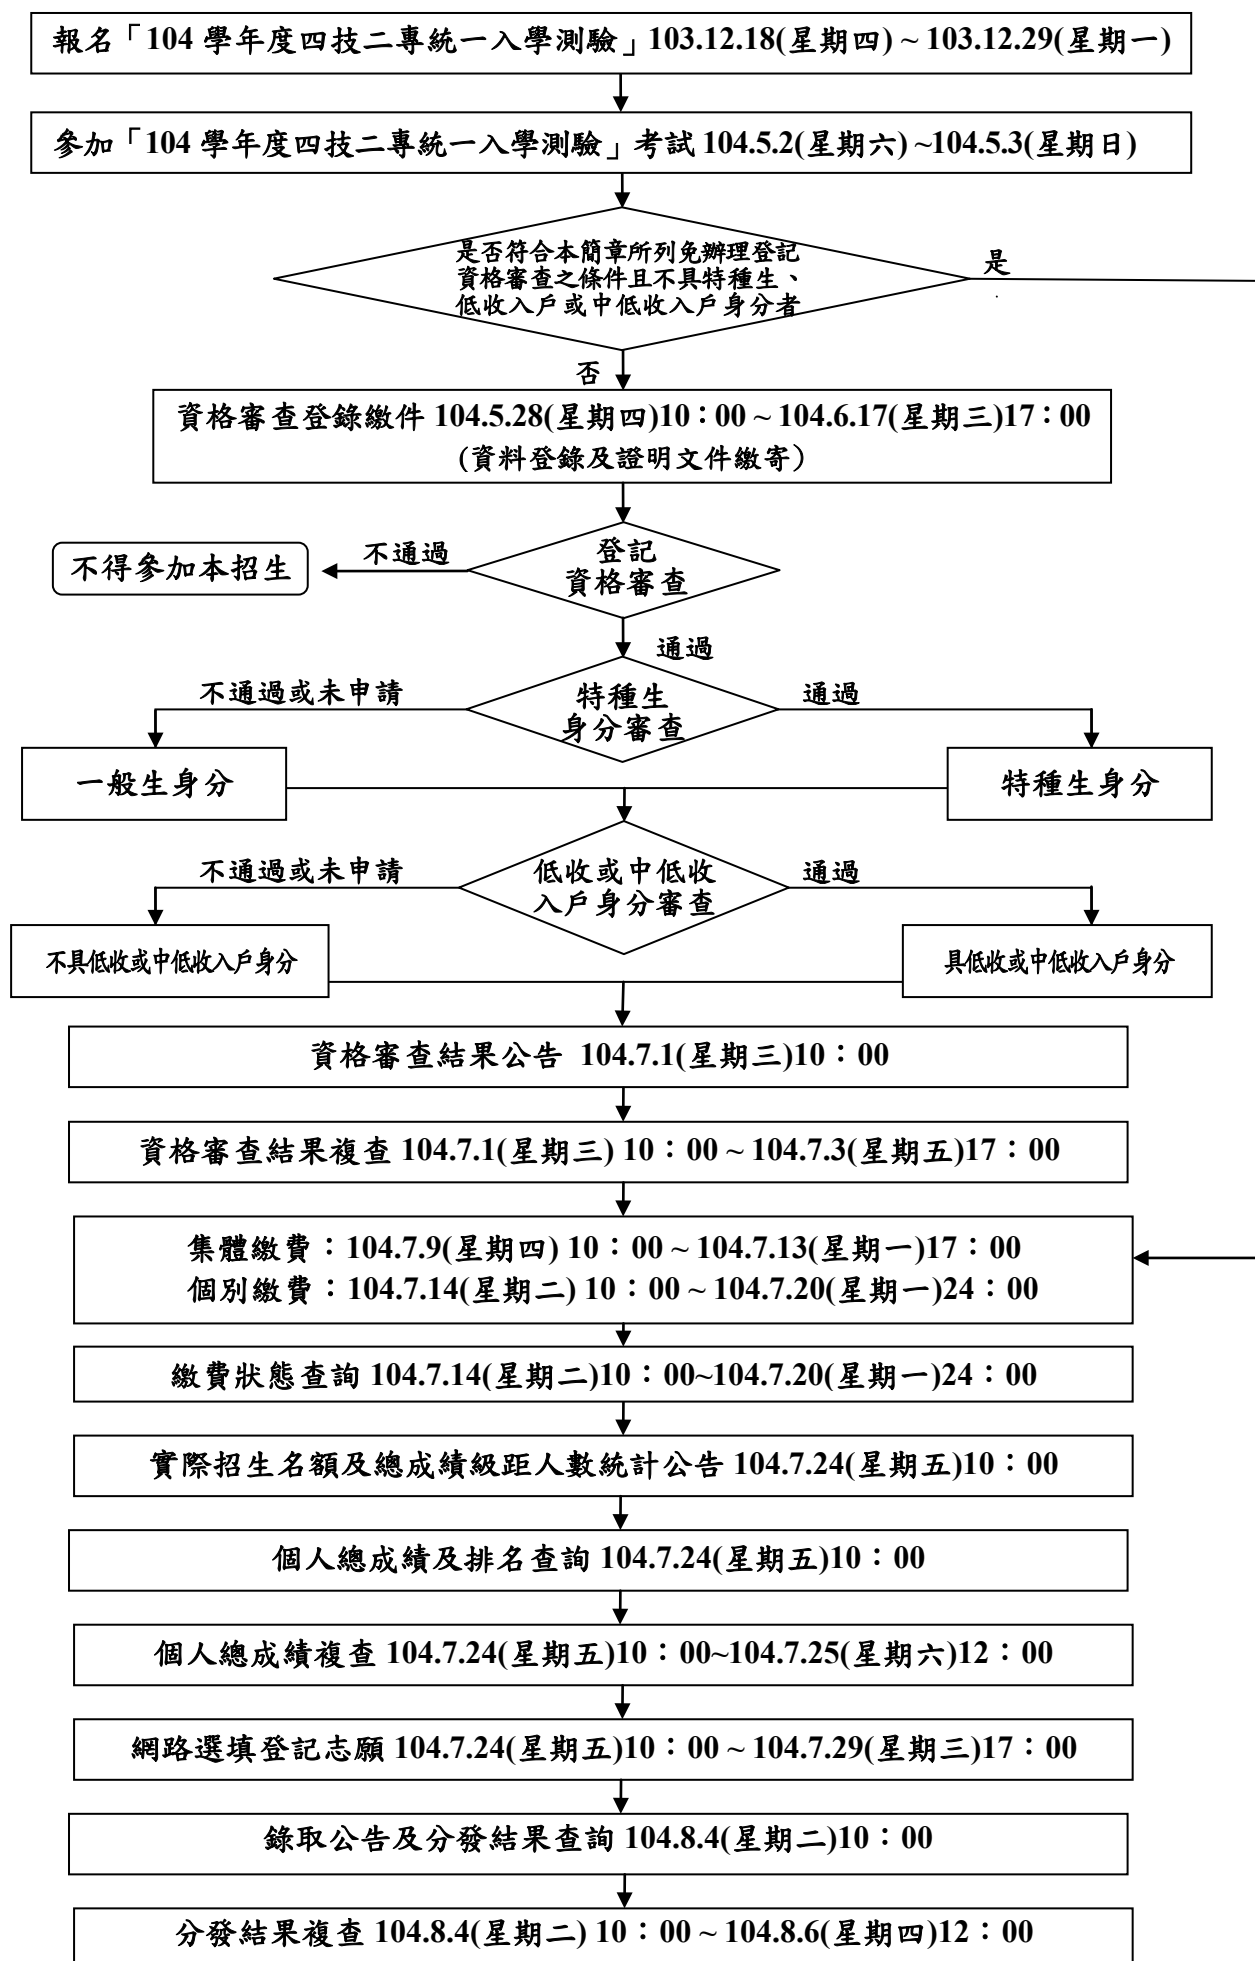 報名「104 學年度四技二專統一入學測驗」103.12.18(星期四) ~ 103.12.29(星期一)
參加「104 學年度四技二專統一入學測驗」考試 104.5.2(星期六) ~104.5.3(星期日)
是否符合本簡章所列免辦理登記
資格審查之條件且不具特種生、
低收入戶或中低收入戶身分者
是
否
資格審查登錄繳件 104.5.28(星期四)10：00 ~ 104.6.17(星期三)17：00
(資料登錄及證明文件繳寄)
登記
資格審查
不通過
不得參加本招生
通過
特種生
身分審查
不通過或未申請
通過
一般生身分
特種生身分
低收或中低收
入戶身分審查
不通過或未申請
通過
不具低收或中低收入戶身分
具低收或中低收入戶身分
資格審查結果公告 104.7.1(星期三)10：00
資格審查結果複查 104.7.1(星期三) 10：00 ~ 104.7.3(星期五)17：00
集體繳費：104.7.9(星期四) 10：00 ~ 104.7.13(星期一)17：00
個別繳費：104.7.14(星期二) 10：00 ~ 104.7.20(星期一)24：00
繳費狀態查詢 104.7.14(星期二)10：00~104.7.20(星期一)24：00
實際招生名額及總成績級距人數統計公告 104.7.24(星期五)10：00
個人總成績及排名查詢 104.7.24(星期五)10：00
個人總成績複查 104.7.24(星期五)10：00~104.7.25(星期六)12：00
網路選填登記志願 104.7.24(星期五)10：00 ~ 104.7.29(星期三)17：00
錄取公告及分發結果查詢 104.8.4(星期二)10：00
分發結果複查 104.8.4(星期二) 10：00 ~ 104.8.6(星期四)12：00